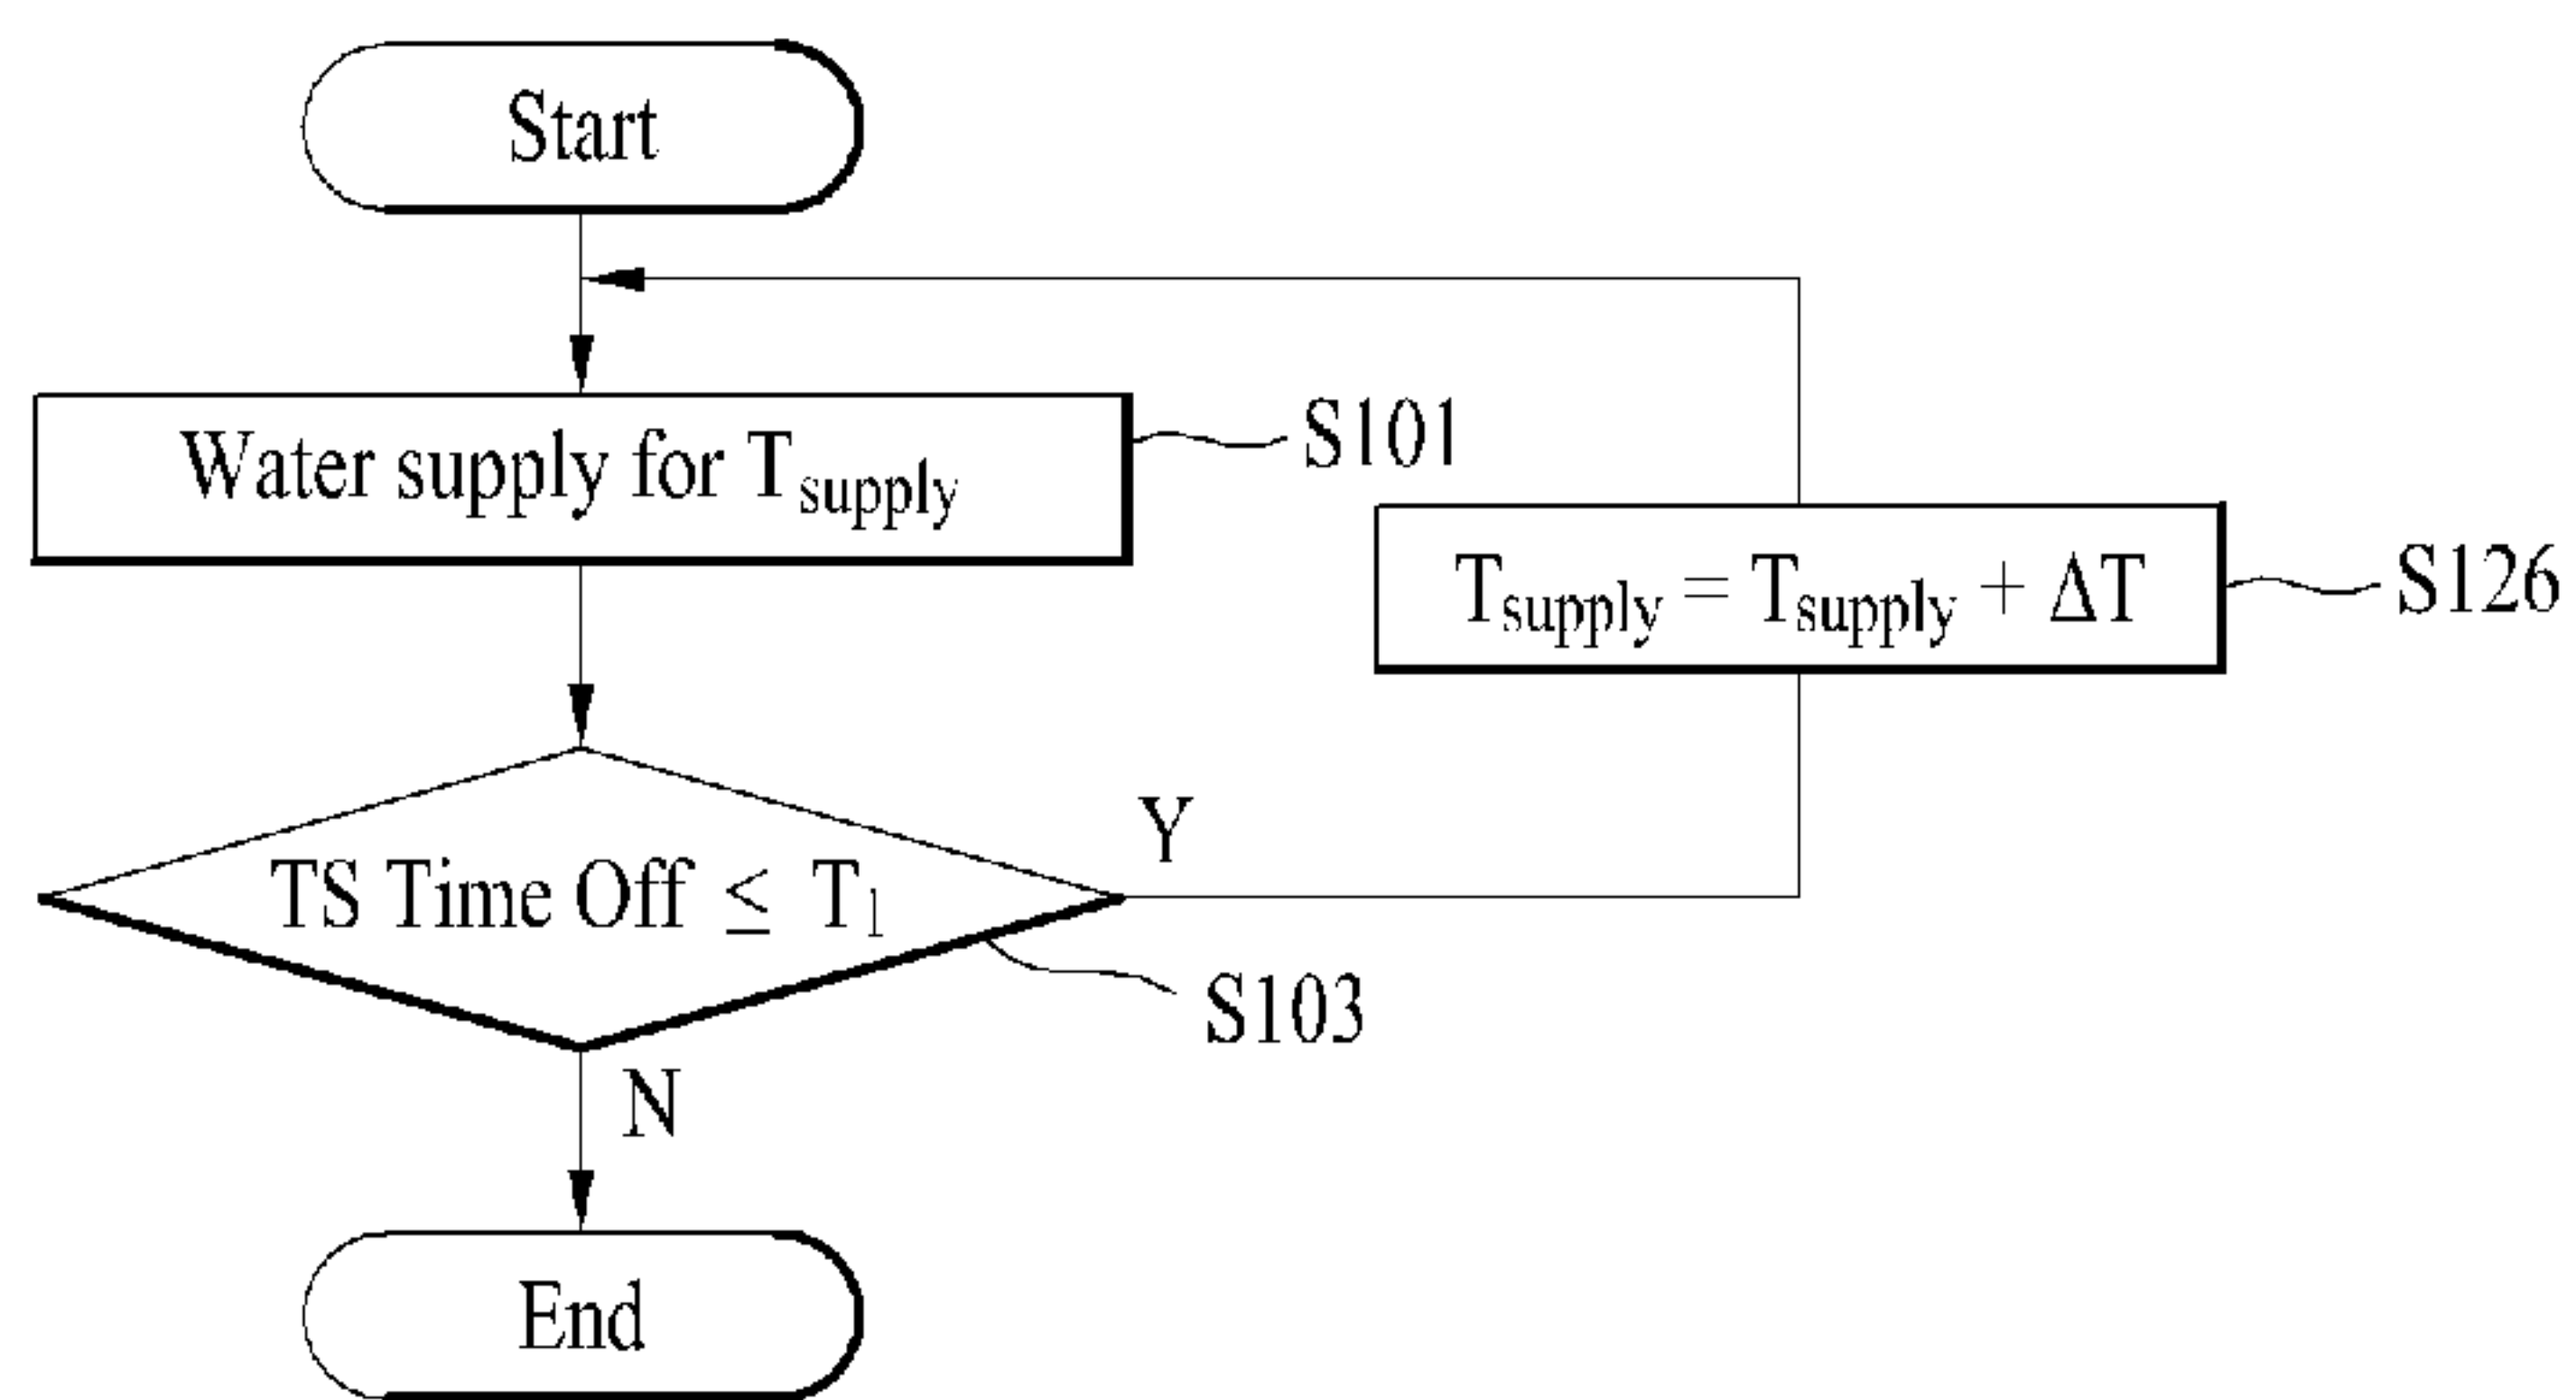 Start
Water supply for T_supply
S101
T_supply = T_supply + ΔT
S126
Y
TS Time Off ≤ T_1
S103
N
End